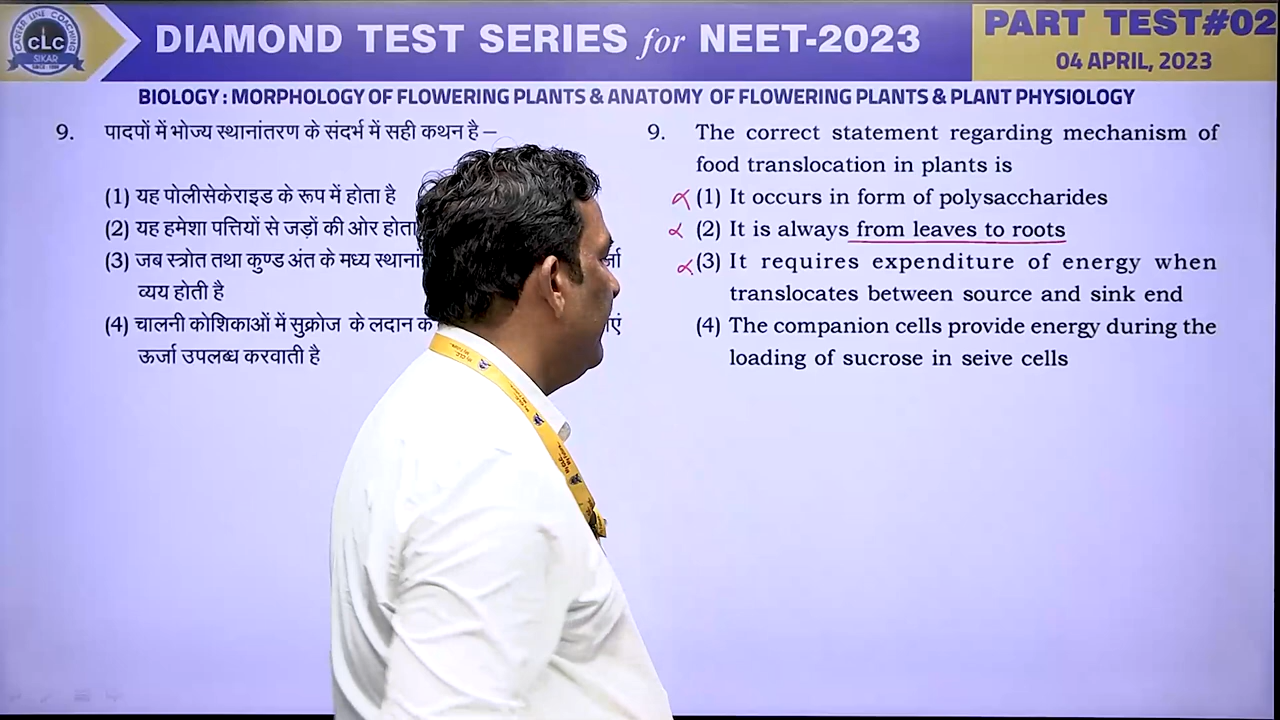 CAREER LINE COACHING
CLC
SIKAR
DIAMOND TEST SERIES for NEET-2023
PART TEST#02
04 APRIL, 2023
BIOLOGY : MORPHOLOGY OF FLOWERING PLANTS & ANATOMY OF FLOWERING PLANTS & PLANT PHYSIOLOGY
9. पादपों में भोज्य स्थानांतरण के संदर्भ में सही कथन है –
(1) यह पोलीसेकेराइड के रूप में होता है
(2) यह हमेशा पत्तियों से जड़ों की ओर होता
(3) जब स्त्रोत तथा कुण्ड अंत के मध्य
व्यय होती है
(4) चालनी कोशिकाओं में सुक्रोज के लदान
ऊर्जा उपलब्ध करवाती है
9. The correct statement regarding mechanism of
food translocation in plants is
(1) It occurs in form of polysaccharides
(2) It is always from leaves to roots
(3) It requires expenditure of energy when
translocates between source and sink end
(4) The companion cells provide energy during the
loading of sucrose in seive cells